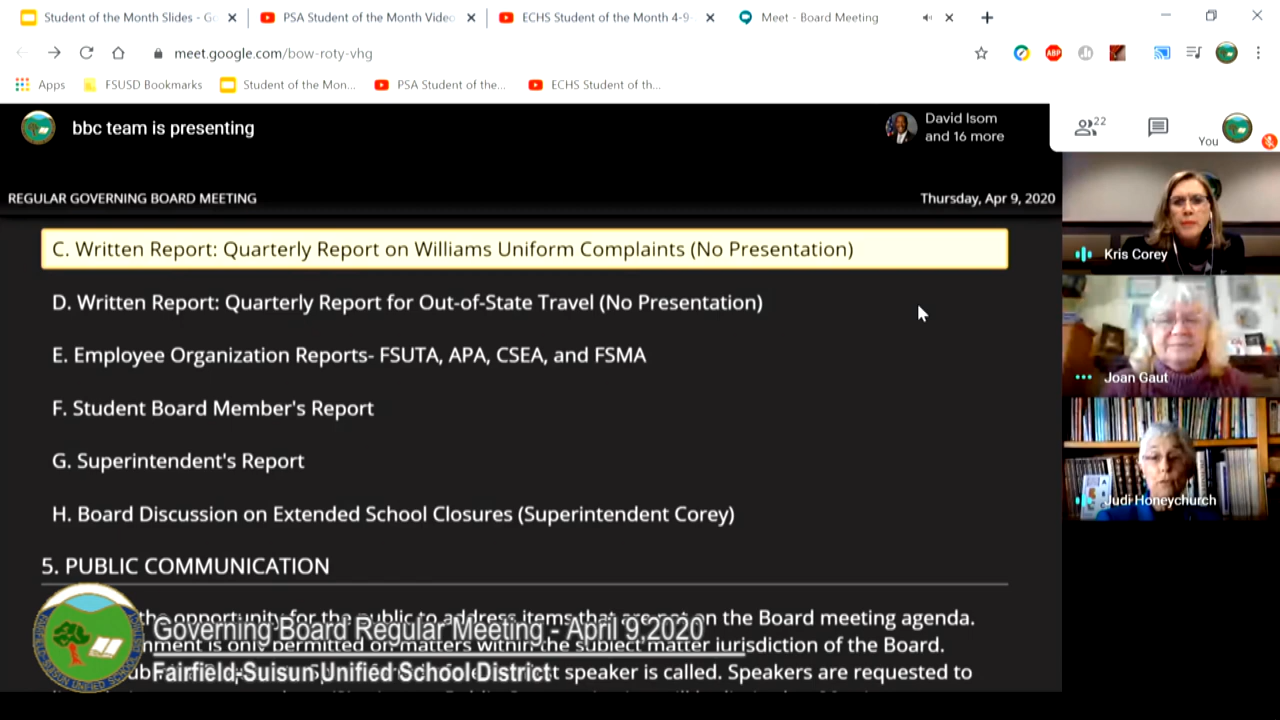 Student of the Month Slides - Go
PSA Student of the Month Video
ECHS Student of the Month 4-9-
Meet - Board Meeting
meet.google.com/bow-roty-vhg
ABP
Apps
FSUSD Bookmarks
Student of the Mon...
PSA Student of the...
ECHS Student of th...
bbc team is presenting
David Isom
and 16 more
22
You
REGULAR GOVERNING BOARD MEETING
Thursday, Apr 9, 2020
C. Written Report: Quarterly Report on Williams Uniform Complaints (No Presentation)
Kris Corey
D. Written Report: Quarterly Report for Out-of-State Travel (No Presentation)
E. Employee Organization Reports- FSUTA, APA, CSEA, and FSMA
Joan Gaut
F. Student Board Member's Report
G. Superintendent's Report
Judi Honeychurch
H. Board Discussion on Extended School Closures (Superintendent Corey)
5. PUBLIC COMMUNICATION
the opportunity for the public to address items that are not on the Board meeting agenda.
Governing Board Regular Meeting - April 9,2020
is only permitted on matters within the subject matter jurisdiction of the Board.
Fairfield-Suisun Unified School District
speaker is called. Speakers are requested to